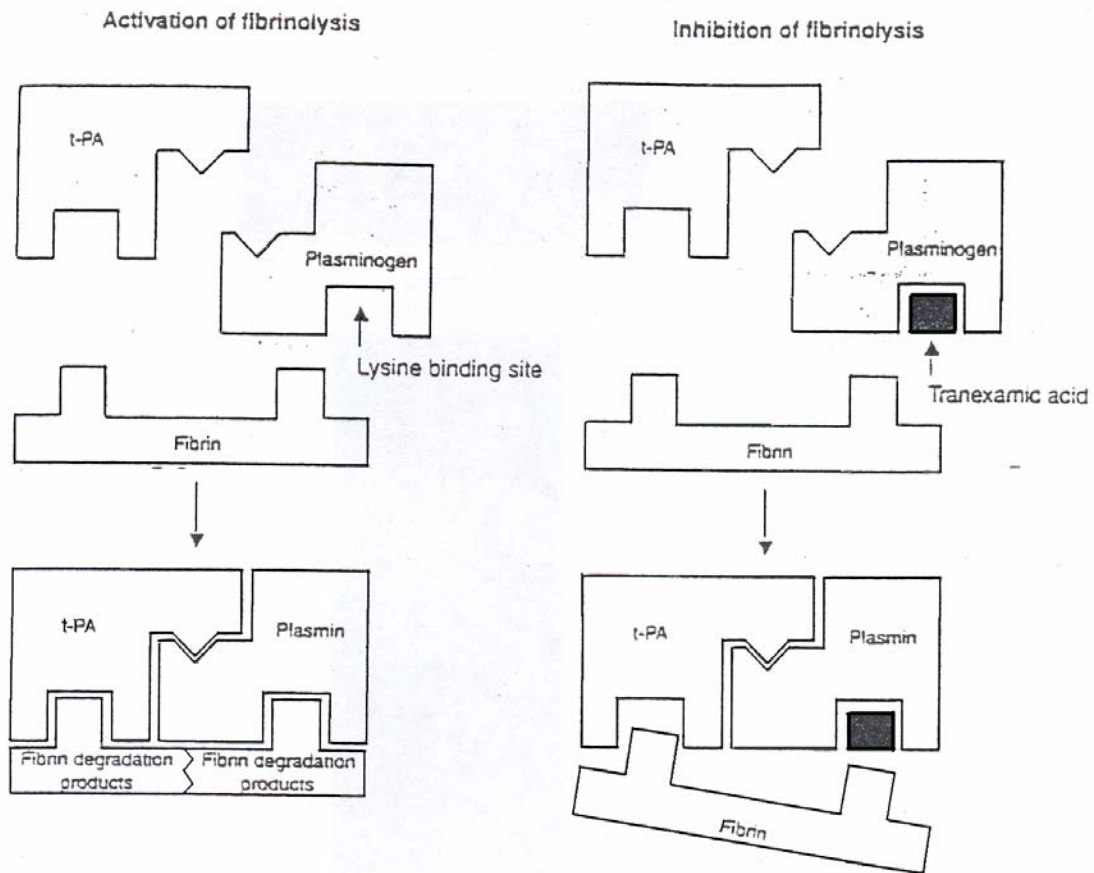 Activation of fibrinolysis
t-PA
Plasminogen
Lysine binding site
Fibrin
t-PA
Plasmin
Fibrin degradation
products
Fibrin degradation
products
Inhibition of fibrinolysis
t-PA
Plasminogen
Tranexamic acid
Fibrin
t-PA
Plasmin
Fibrin